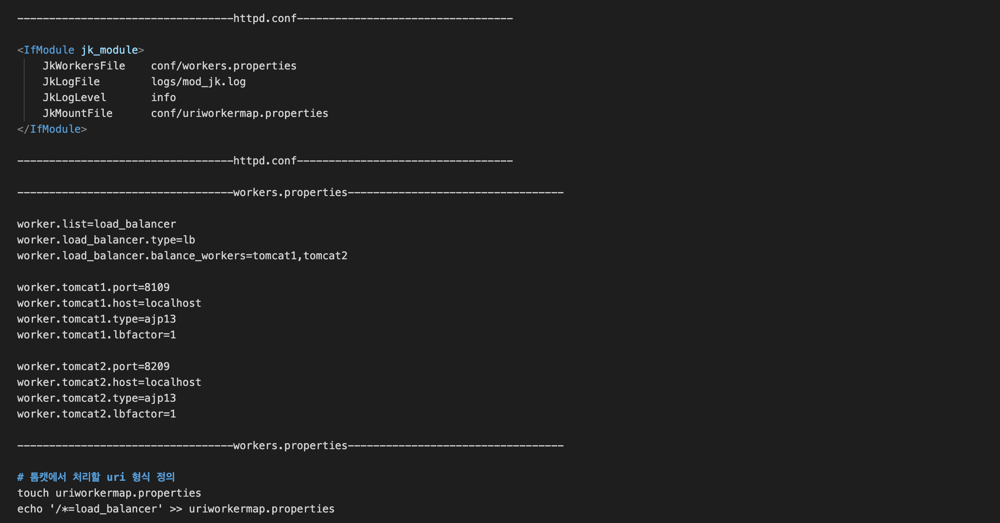 ----------------------------------httpd.conf----------------------------------
<IfModule jk_module>
    JkWorkersFile    conf/workers.properties
    JkLogFile        logs/mod_jk.log
    JkLogLevel       info
    JkMountFile      conf/uriworkermap.properties
</IfModule>
----------------------------------httpd.conf----------------------------------
----------------------------------workers.properties----------------------------------
worker.list=load_balancer
worker.load_balancer.type=lb
worker.load_balancer.balance_workers=tomcat1,tomcat2
worker.tomcat1.port=8109
worker.tomcat1.host=localhost
worker.tomcat1.type=ajp13
worker.tomcat1.lbfactor=1
worker.tomcat2.port=8209
worker.tomcat2.host=localhost
worker.tomcat2.type=ajp13
worker.tomcat2.lbfactor=1
----------------------------------workers.properties----------------------------------
# 톰캣에서 처리할 uri 형식 정의
touch uriworkermap.properties
echo '/*=load_balancer' >> uriworkermap.properties